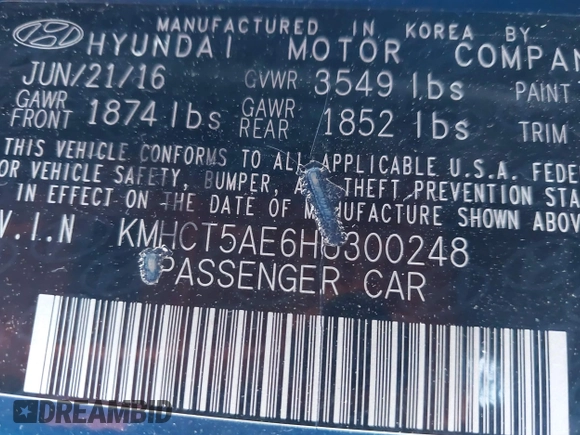 MANUFACTURED IN KOREA BY
HYUNDAI MOTOR COMPAN
JUN/21/16 GVWR 3549 lbs PAINT
GAWR FRONT 1874 lbs GAWR REAR 1852 lbs TRIM
THIS VEHICLE CONFORMS TO ALL APPLICABLE U.S.A. FEDE
OR VEHICLE SAFETY, BUMPER, A THEFT PREVENTION STA
IN EFFECT ON THE DATE OF MANUFACTURE SHOWN ABOV
V.I.N KMHCT5AE6H 300248
PASSENGER CAR
DREAMBID